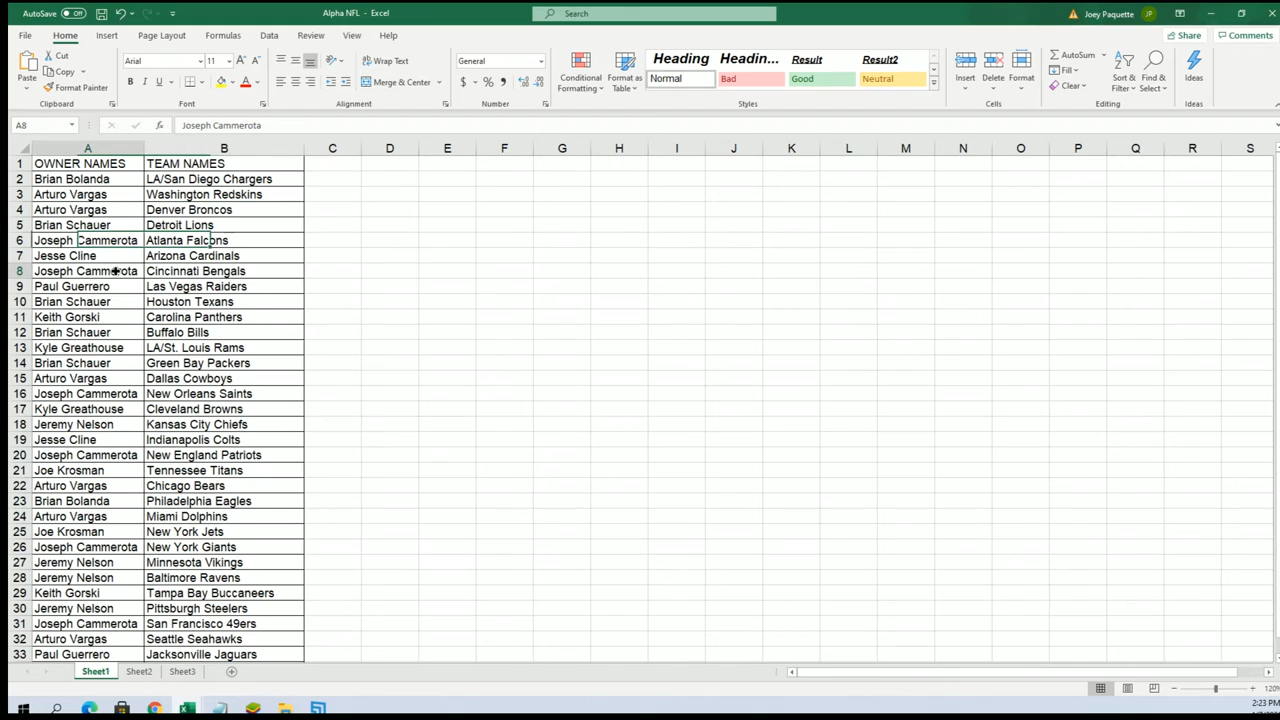 AutoSave Off
Alpha NFL - Excel
Search
Joey Paquette JP
File Home Insert Page Layout Formulas Data Review View Help
Share Comments
Paste
Cut
Copy
Format Painter
Clipboard
Arial 11
B I U
Font
Wrap Text
Merge & Center
Alignment
General
$ % ,
Number
Conditional Formatting
Format as Table
Heading Headin... Result Result2
Normal Bad Good Neutral
Styles
Insert Delete Format
Cells
AutoSum
Fill
Clear
Sort & Filter
Find & Select
Editing
Ideas
Ideas
A8 fx Joseph Cammerota
A B C D E F G H I J K L M N O P Q R S
1 OWNER NAMES TEAM NAMES
2 Brian Bolanda LA/San Diego Chargers
3 Arturo Vargas Washington Redskins
4 Arturo Vargas Denver Broncos
5 Brian Schauer Detroit Lions
6 Joseph Cammerota Atlanta Falcons
7 Jesse Cline Arizona Cardinals
8 Joseph Cammerota Cincinnati Bengals
9 Paul Guerrero Las Vegas Raiders
10 Brian Schauer Houston Texans
11 Keith Gorski Carolina Panthers
12 Brian Schauer Buffalo Bills
13 Kyle Greathouse LA/St. Louis Rams
14 Brian Schauer Green Bay Packers
15 Arturo Vargas Dallas Cowboys
16 Joseph Cammerota New Orleans Saints
17 Kyle Greathouse Cleveland Browns
18 Jeremy Nelson Kansas City Chiefs
19 Jesse Cline Indianapolis Colts
20 Joseph Cammerota New England Patriots
21 Joe Krosman Tennessee Titans
22 Arturo Vargas Chicago Bears
23 Brian Bolanda Philadelphia Eagles
24 Arturo Vargas Miami Dolphins
25 Joe Krosman New York Jets
26 Joseph Cammerota New York Giants
27 Jeremy Nelson Minnesota Vikings
28 Jeremy Nelson Baltimore Ravens
29 Keith Gorski Tampa Bay Buccaneers
30 Jeremy Nelson Pittsburgh Steelers
31 Joseph Cammerota San Francisco 49ers
32 Arturo Vargas Seattle Seahawks
33 Paul Guerrero Jacksonville Jaguars
Sheet1 Sheet2 Sheet3
120%
2:23 PM